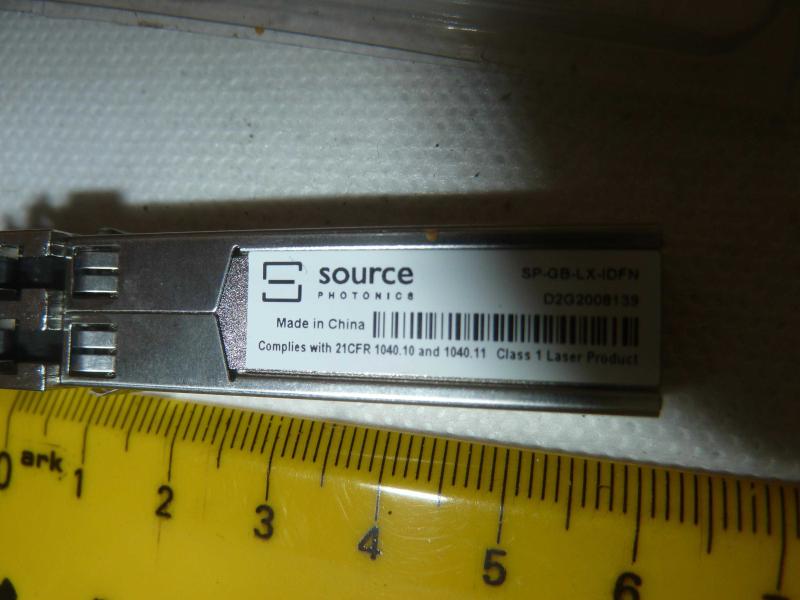 source
PHOTONICS
SP-GB-LX-IDFN
D2G2008139
Made in China
Complies with 21CFR 1040.10 and 1040.11 Class 1 Laser Product
0 ark 1 2 3 4 5 6